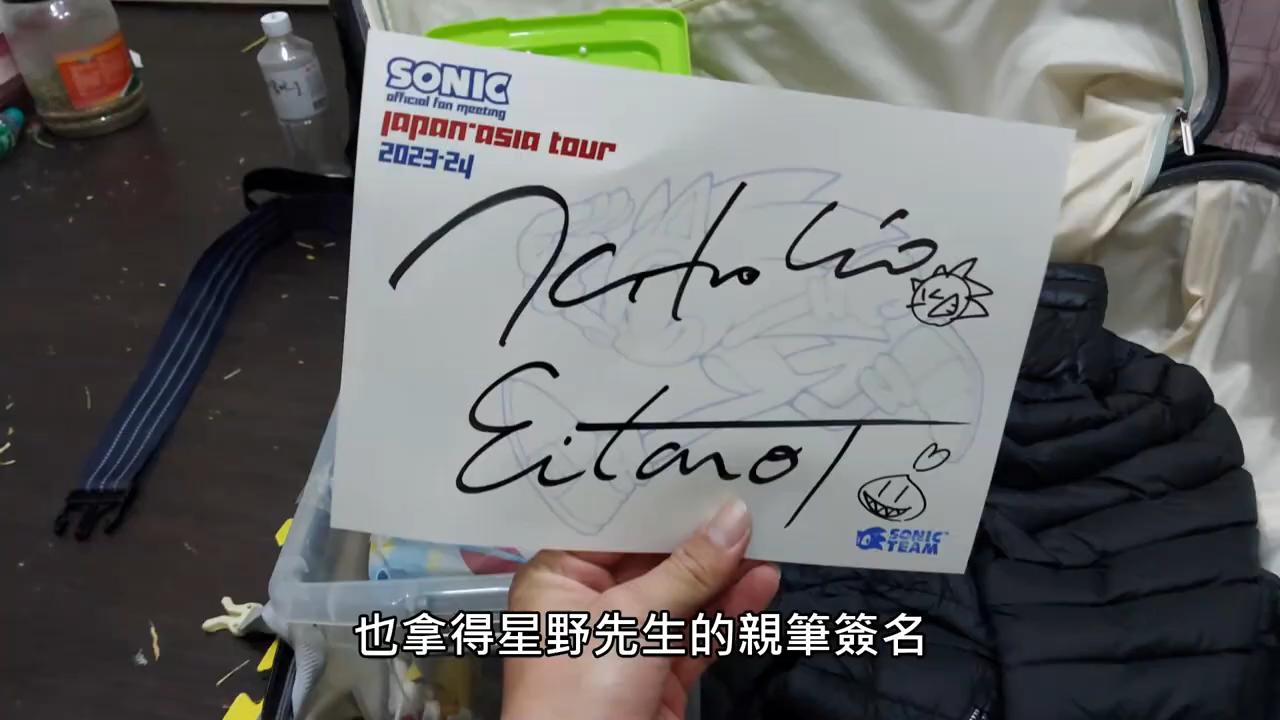 SONIC
official fan meeting
Japan-asia tour
2023-24
Eitaro T
SONIC
TEAM
也拿得星野先生的親筆簽名